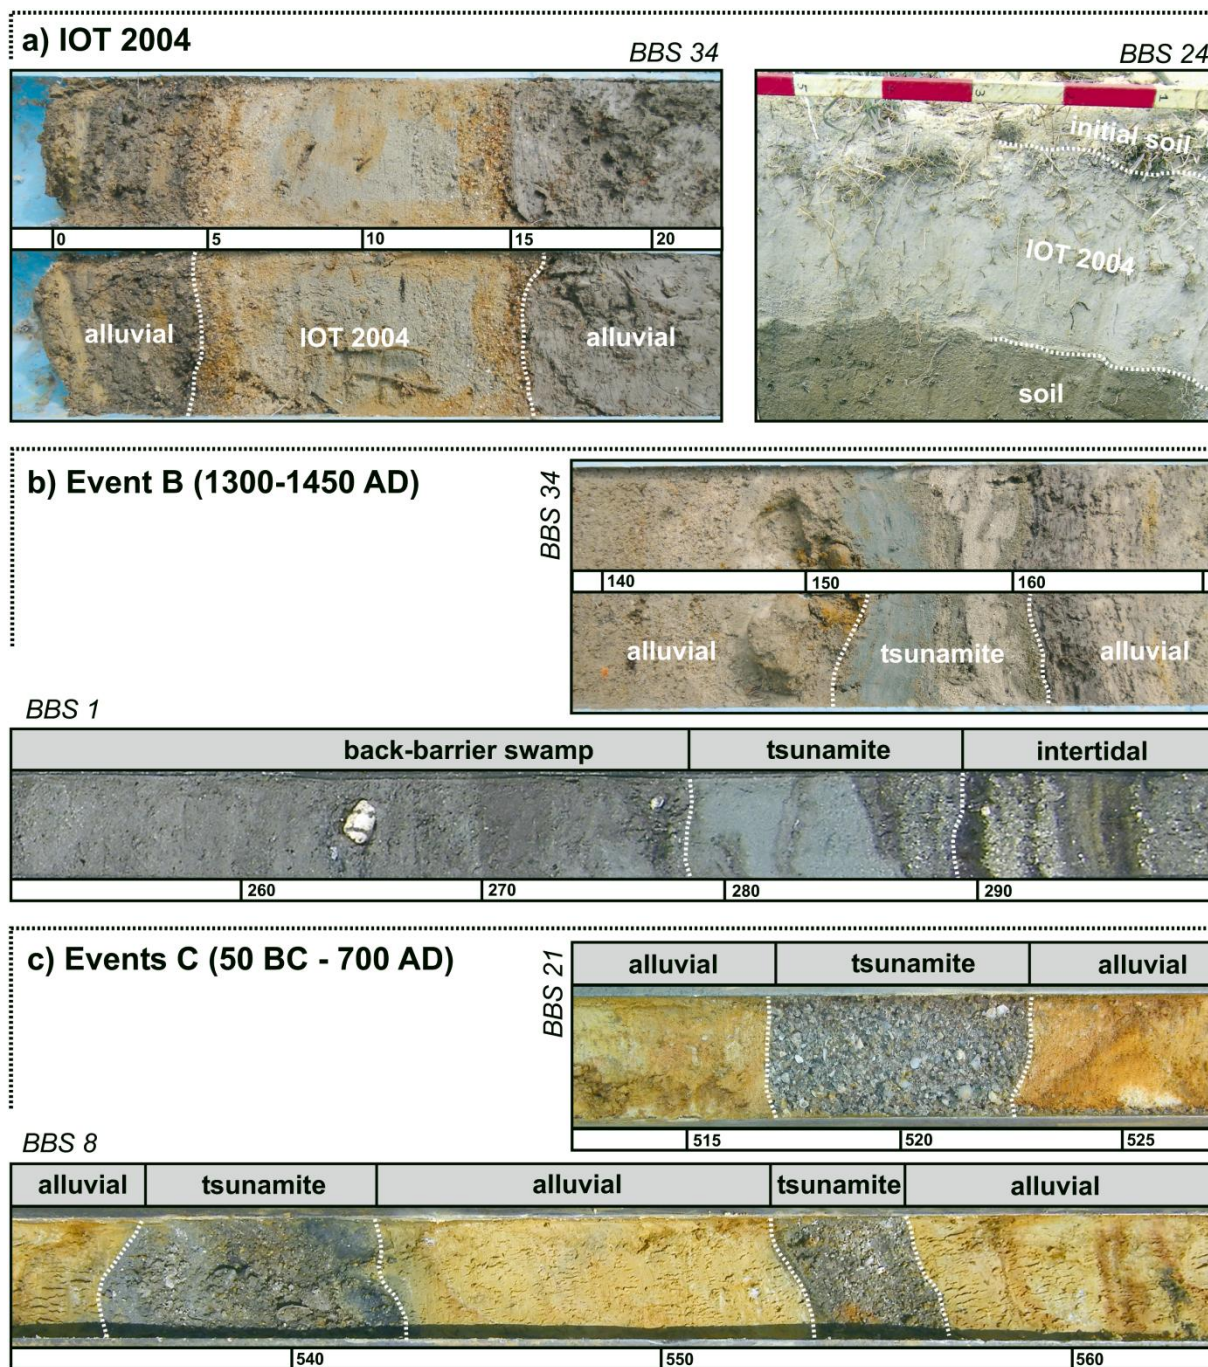 a) IOT 2004
BBS 34
BBS 24
5 3 1
initial soil
IOT 2004
soil
0 5 10 15 20
alluvial IOT 2004 alluvial
b) Event B (1300-1450 AD)
BBS 34
140 150 160
alluvial tsunamite alluvial
BBS 1
back-barrier swamp tsunamite intertidal
260 270 280 290
c) Events C (50 BC - 700 AD)
BBS 21
alluvial tsunamite alluvial
515 520 525
BBS 8
alluvial tsunamite alluvial tsunamite alluvial
540 550 560